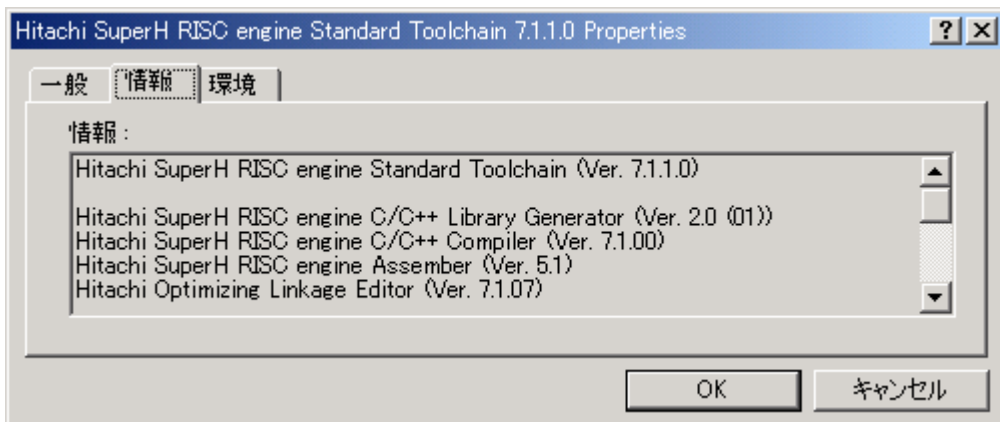 Hitachi SuperH RISC engine Standard Toolchain 7.1.1.0 Properties
一般 情報 環境
情報 :
Hitachi SuperH RISC engine Standard Toolchain (Ver. 7.1.1.0)
Hitachi SuperH RISC engine C/C++ Library Generator (Ver. 2.0 (01))
Hitachi SuperH RISC engine C/C++ Compiler (Ver. 7.1.00)
Hitachi SuperH RISC engine Assember (Ver. 5.1)
Hitachi Optimizing Linkage Editor (Ver. 7.1.07)
OK キャンセル